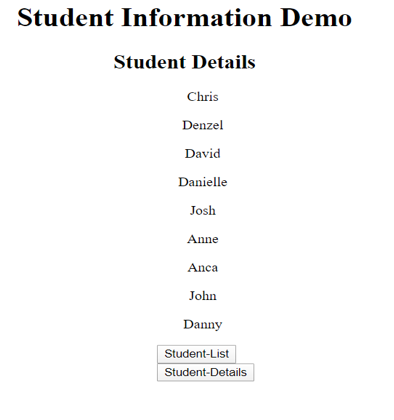 Student Information Demo
Student Details
Chris
Denzel
David
Danielle
Josh
Anne
Anca
John
Danny
Student-List
Student-Details